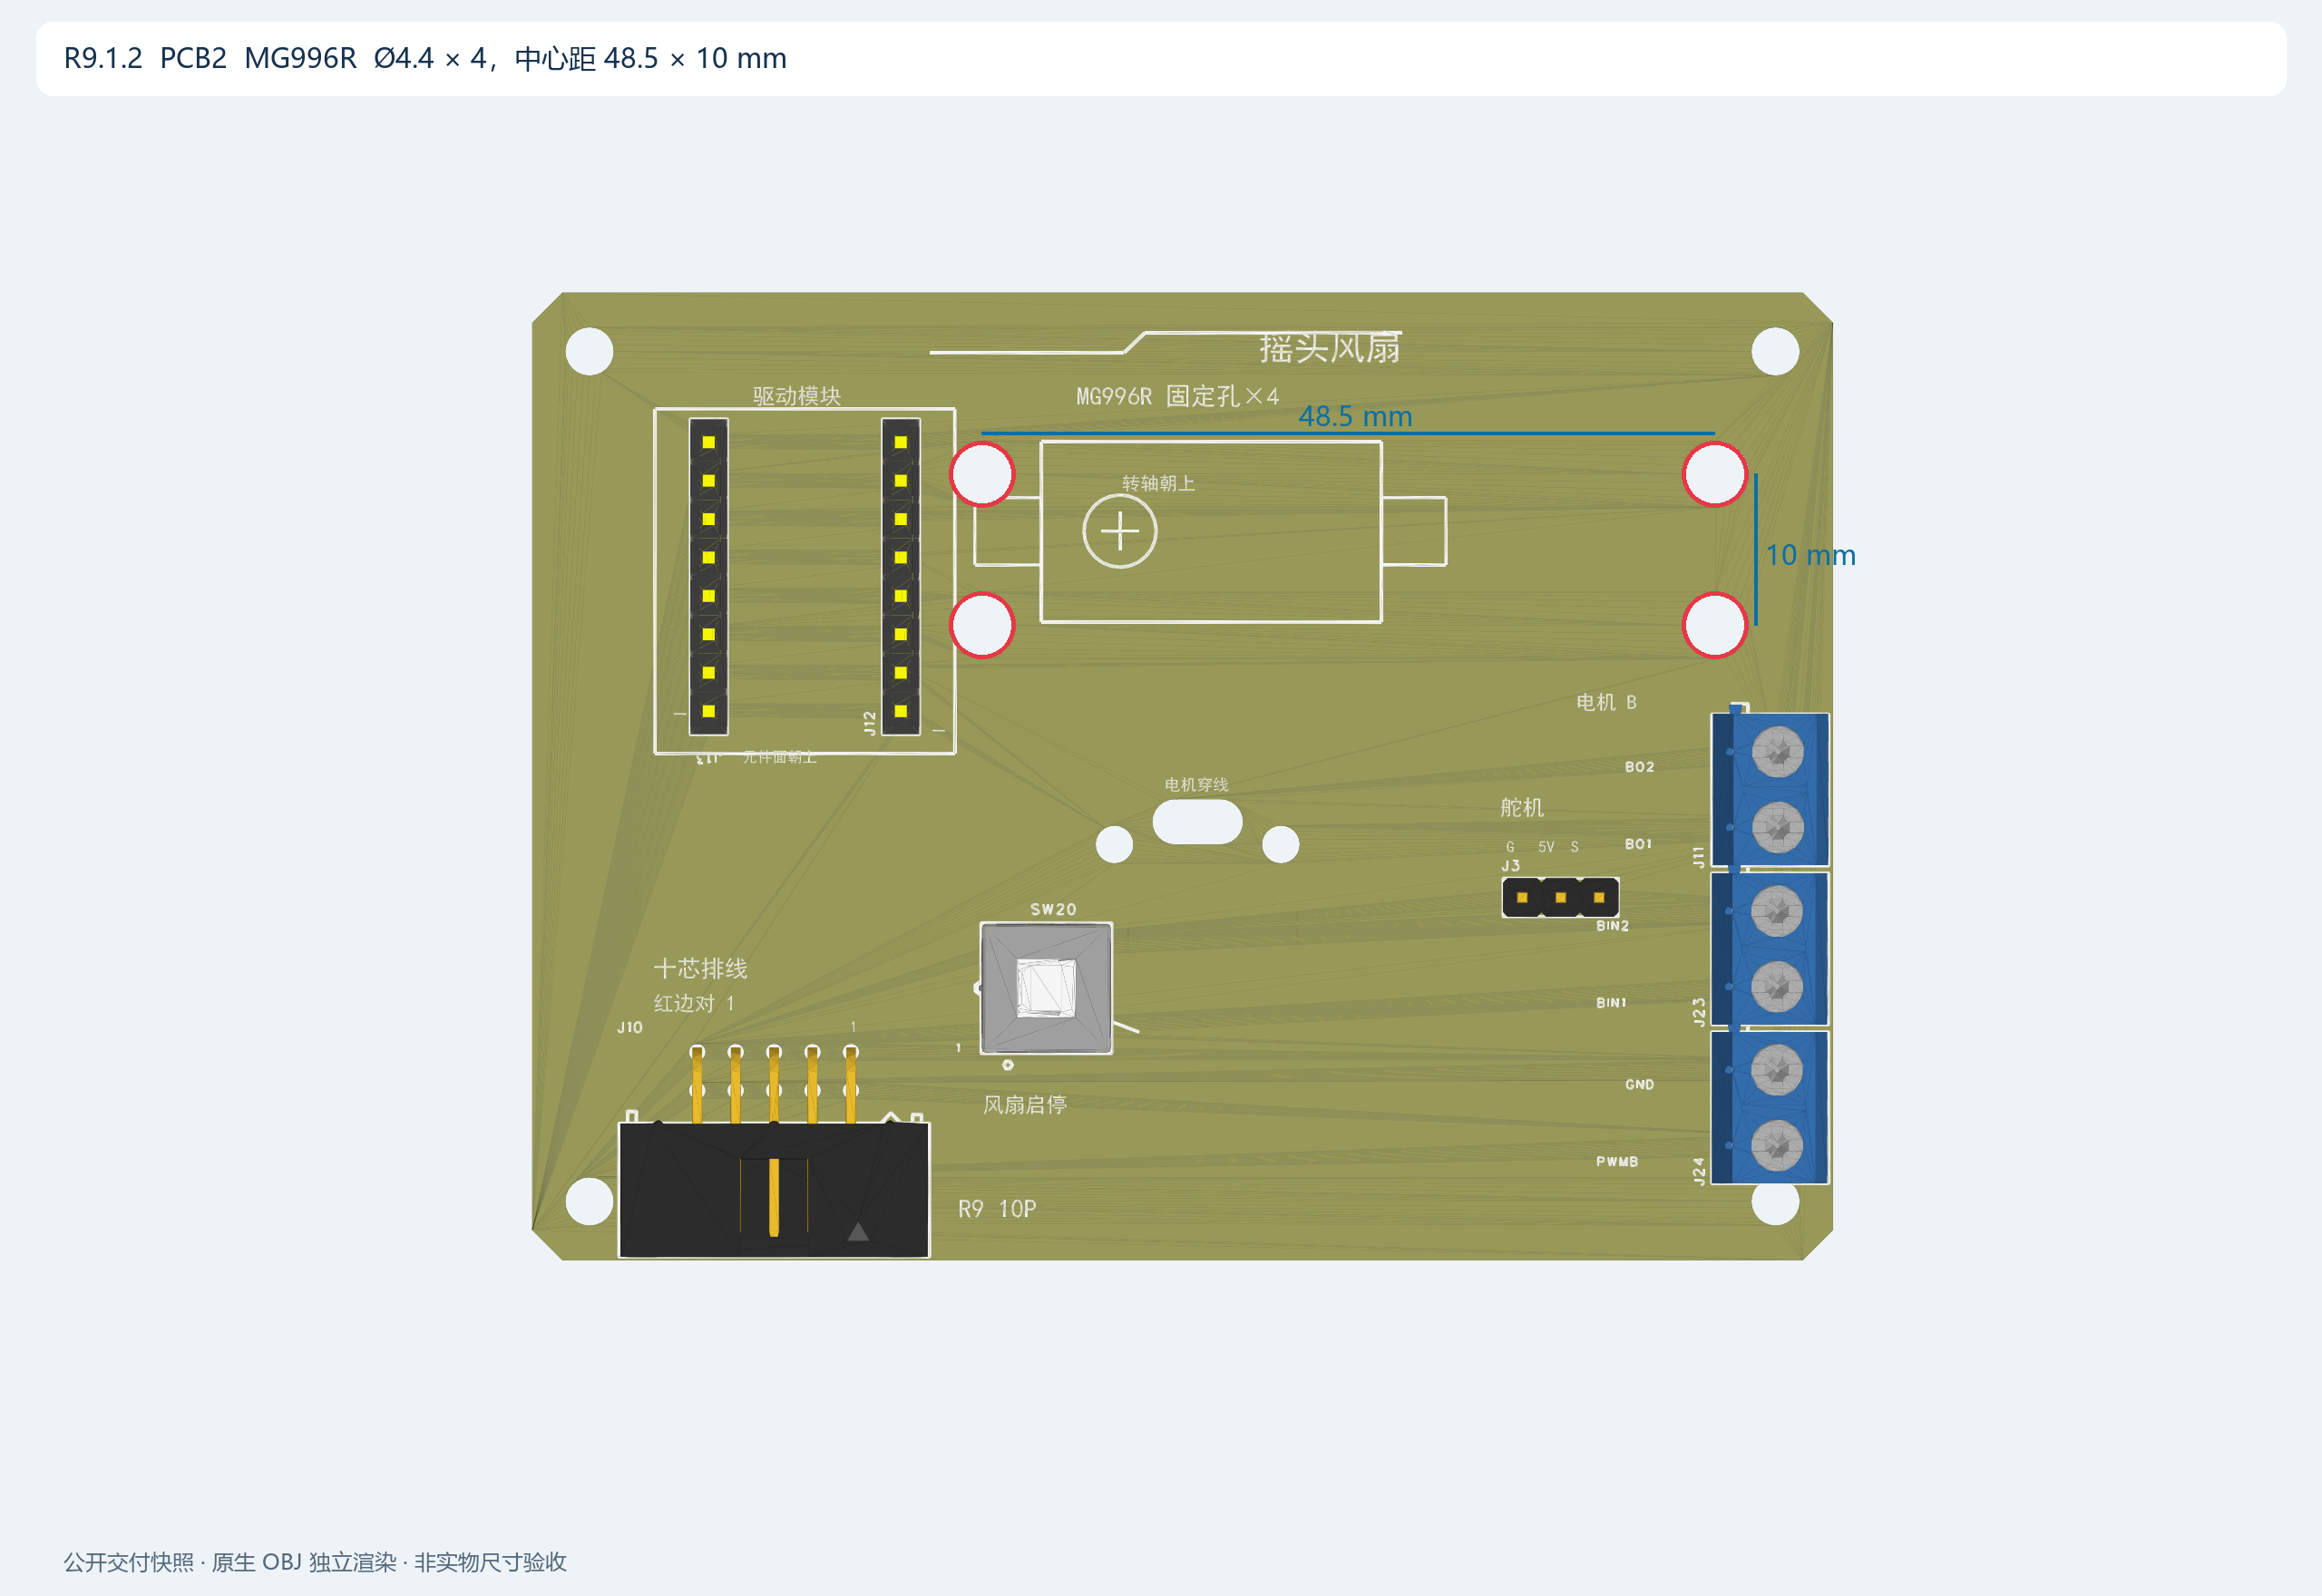 R9.1.2  PCB2  MG996R  Ø4.4 × 4，中心距 48.5 × 10 mm
摇头风扇
驱动模块
MG996R 固定孔×4
48.5 mm
转轴朝上
10 mm
电机 B
J12
元件面朝上
BO2
电机穿线
舵机
G 5V S
BO1
J3
J11
SW20
BIN2
十芯排线
红边对 1
BIN1
J23
J10
1
1
GND
风扇启停
PWMB
J24
R9 10P
公开交付快照 · 原生 OBJ 独立渲染 · 非实物尺寸验收